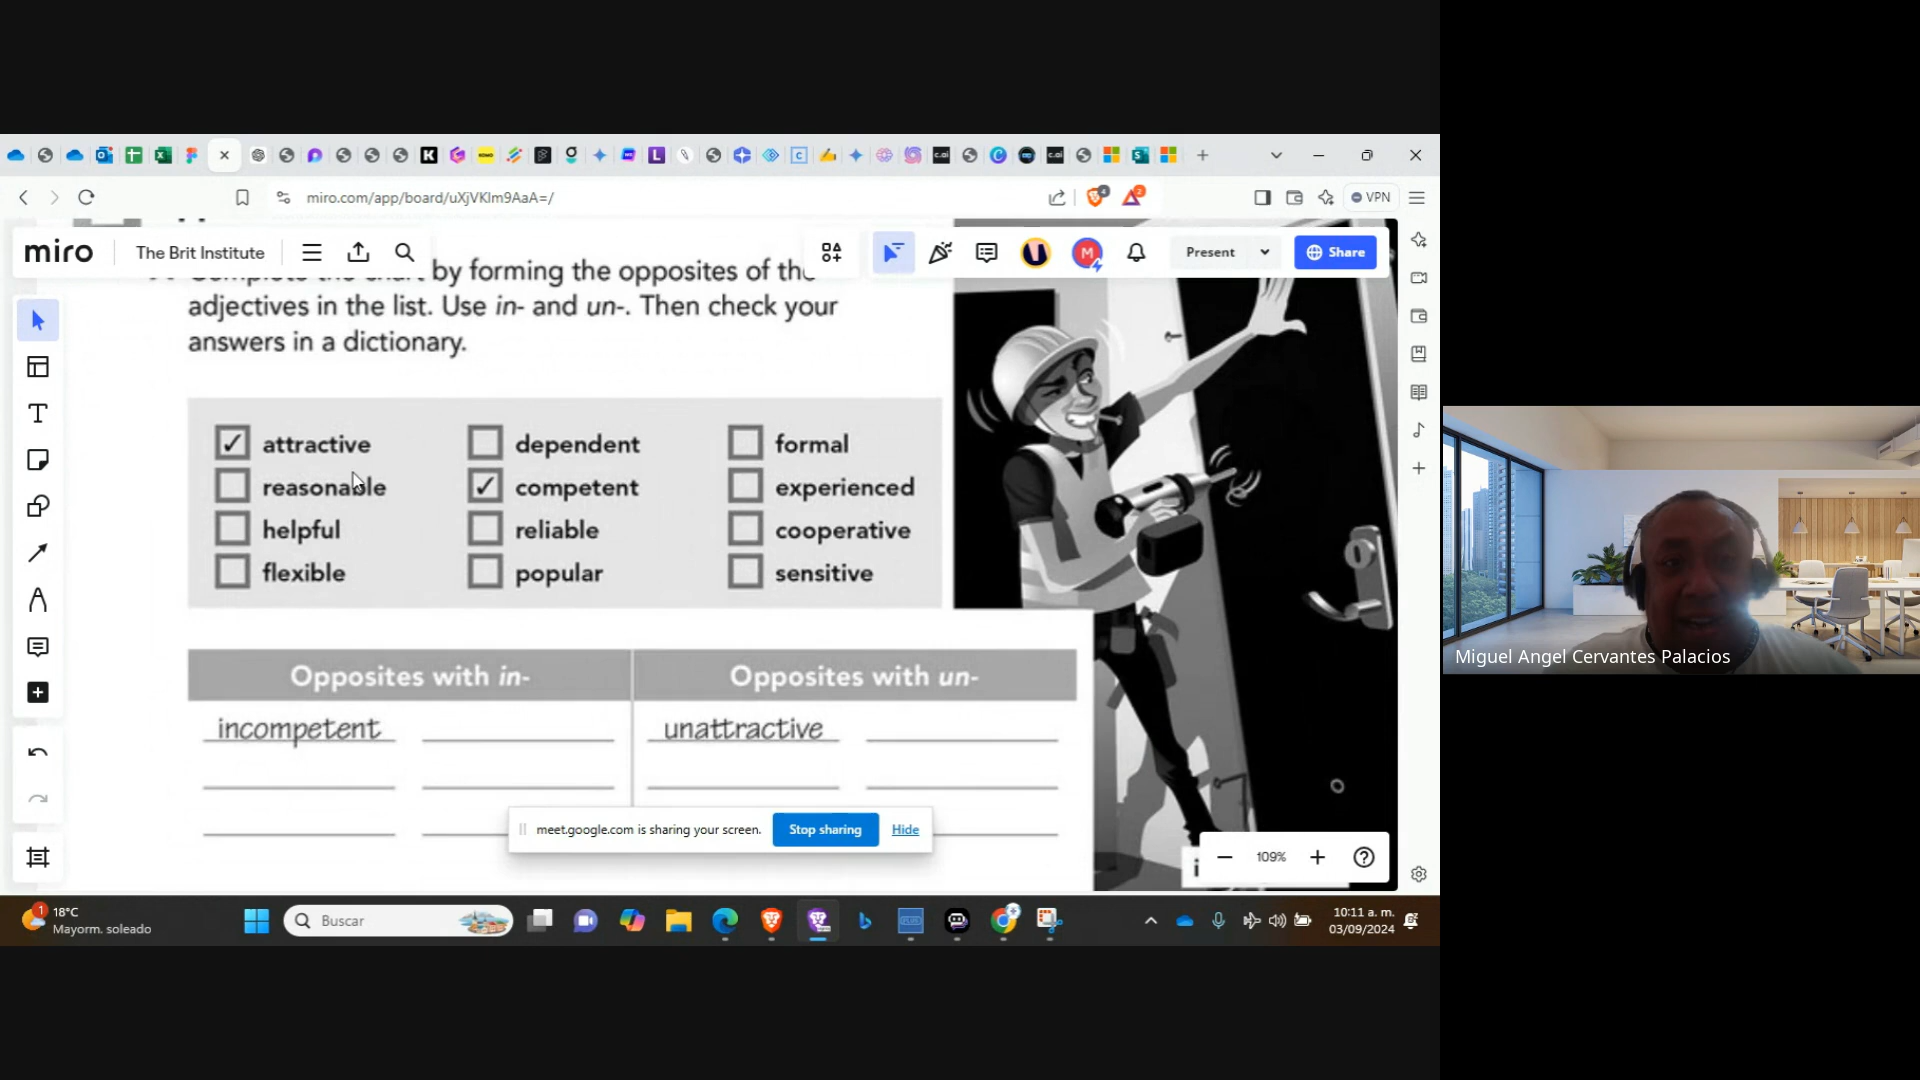 miro.com/app/board/uXjVKlm9AaA=/
VPN
miro
The Brit Institute
Present
Share
by forming the opposites of the
adjectives in the list. Use in- and un-. Then check your
answers in a dictionary.
✓ attractive
dependent
formal
reasonable
✓ competent
experienced
helpful
reliable
cooperative
flexible
popular
sensitive
Opposites with in-
Opposites with un-
incompetent
unattractive
meet.google.com is sharing your screen.
Stop sharing
Hide
109%
Miguel Angel Cervantes Palacios
1
18°C
Mayorm. soleado
Buscar
10:11 a. m.
03/09/2024